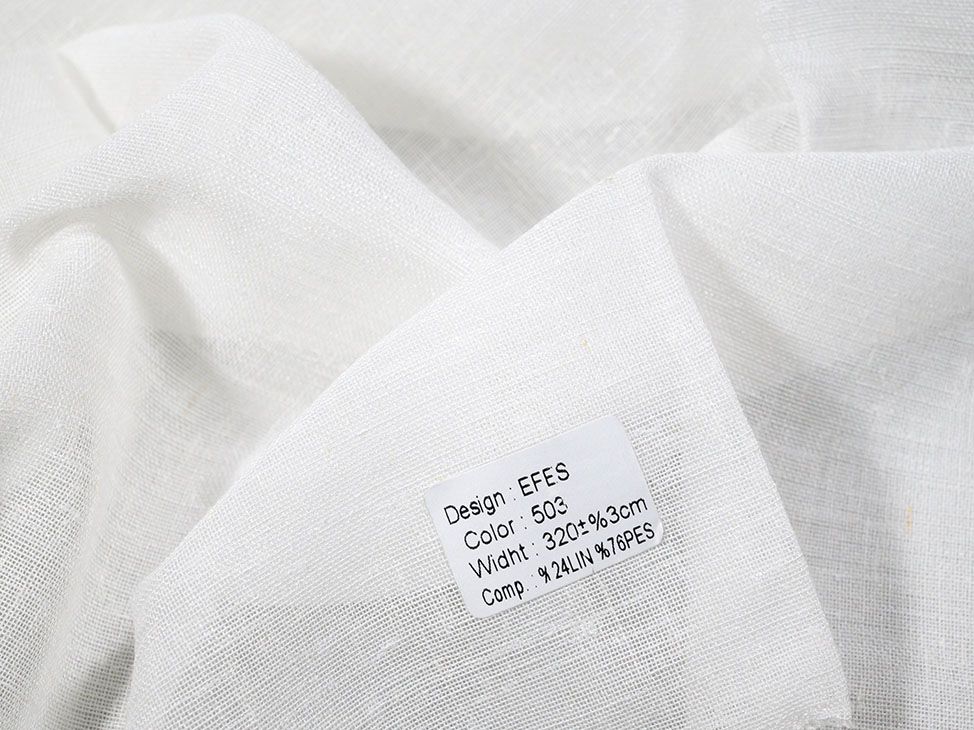 Design : EFES
Color : 503
Widht : 320±%3cm
Comp. : %24LIN %76PES